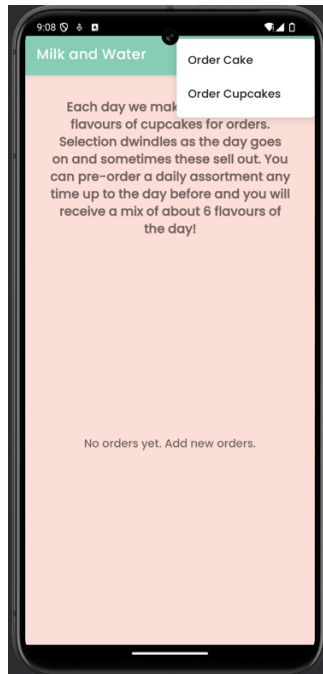 9:08
Milk and Water
Order Cake
Order Cupcakes
Each day we mak
flavours of cupcakes for orders.
Selection dwindles as the day goes
on and sometimes these sell out. You
can pre-order a daily assortment any
time up to the day before and you will
receive a mix of about 6 flavours of
the day!
No orders yet. Add new orders.